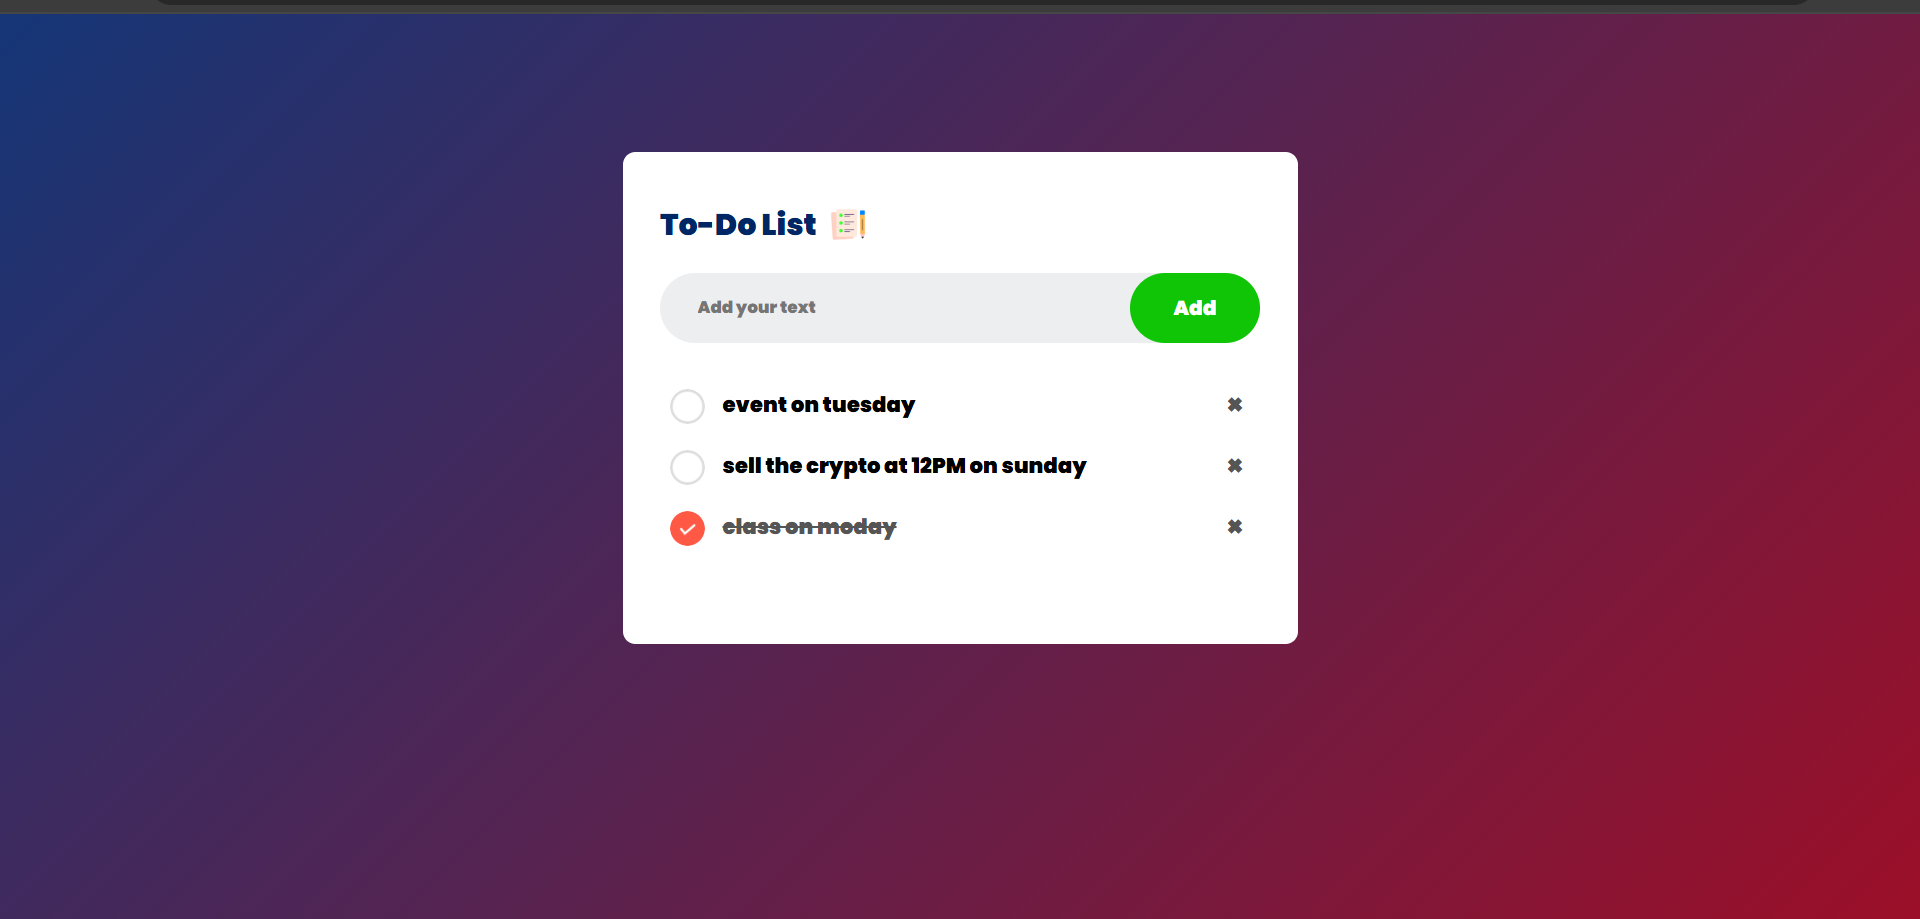 To-Do List
Add your text
Add
event on tuesday
sell the crypto at 12PM on sunday
class on moday